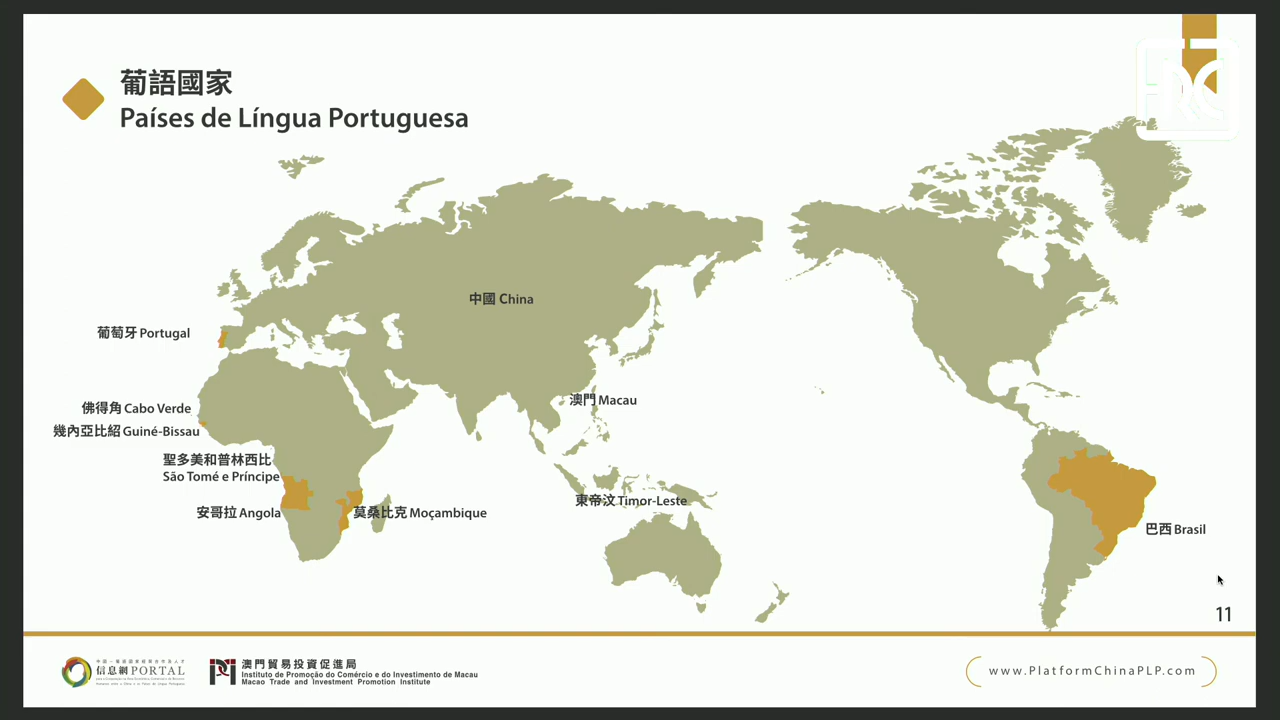 葡語國家
Países de Língua Portuguesa
中國 China
葡萄牙 Portugal
澳門 Macau
佛得角 Cabo Verde
幾內亞比紹 Guiné-Bissau
聖多美和普林西比
São Tomé e Príncipe
東帝汶 Timor-Leste
安哥拉 Angola
莫桑比克 Moçambique
巴西 Brasil
11
信息網 PORTAL
澳門貿易投資促進局
Instituto de Promoção do Comércio e do Investimento de Macau
Macao Trade and Investment Promotion Institute
www.PlatformChinaPLP.com